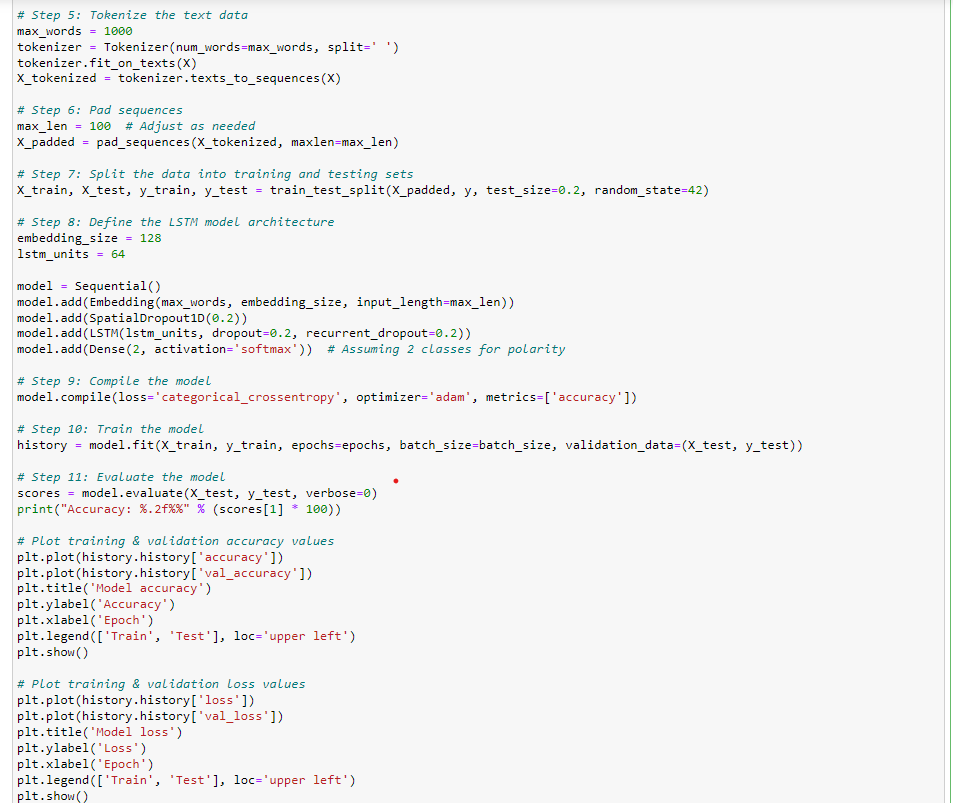 # Step 5: Tokenize the text data
max_words = 1000
tokenizer = Tokenizer(num_words=max_words, split=' ')
tokenizer.fit_on_texts(X)
X_tokenized = tokenizer.texts_to_sequences(X)
# Step 6: Pad sequences
max_len = 100  # Adjust as needed
X_padded = pad_sequences(X_tokenized, maxlen=max_len)
# Step 7: Split the data into training and testing sets
X_train, X_test, y_train, y_test = train_test_split(X_padded, y, test_size=0.2, random_state=42)
# Step 8: Define the LSTM model architecture
embedding_size = 128
lstm_units = 64
model = Sequential()
model.add(Embedding(max_words, embedding_size, input_length=max_len))
model.add(SpatialDropout1D(0.2))
model.add(LSTM(lstm_units, dropout=0.2, recurrent_dropout=0.2))
model.add(Dense(2, activation='softmax'))  # Assuming 2 classes for polarity
# Step 9: Compile the model
model.compile(loss='categorical_crossentropy', optimizer='adam', metrics=['accuracy'])
# Step 10: Train the model
history = model.fit(X_train, y_train, epochs=epochs, batch_size=batch_size, validation_data=(X_test, y_test))
# Step 11: Evaluate the model
scores = model.evaluate(X_test, y_test, verbose=0)
print("Accuracy: %.2f%%" % (scores[1] * 100))
# Plot training & validation accuracy values
plt.plot(history.history['accuracy'])
plt.plot(history.history['val_accuracy'])
plt.title('Model accuracy')
plt.ylabel('Accuracy')
plt.xlabel('Epoch')
plt.legend(['Train', 'Test'], loc='upper left')
plt.show()
# Plot training & validation loss values
plt.plot(history.history['loss'])
plt.plot(history.history['val_loss'])
plt.title('Model loss')
plt.ylabel('Loss')
plt.xlabel('Epoch')
plt.legend(['Train', 'Test'], loc='upper left')
plt.show()